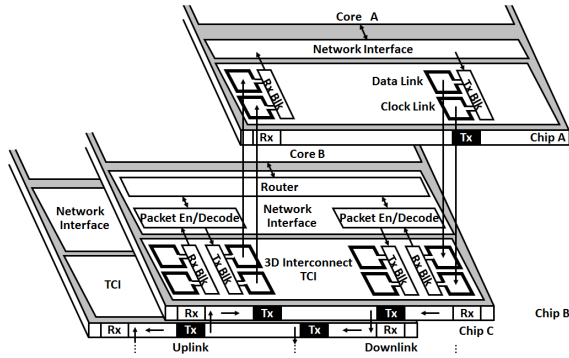 Core A
Network Interface
Rx Blk
Data Link
Tx Blk
Clock Link
Rx
Tx
Chip A
Core B
Router
Network
Interface
Packet En/Decode
Network
Interface
Packet En/Decode
TCI
Rx Blk
Tx Blk
3D Interconnect
TCI
Tx Blk
Rx Blk
Rx
Tx
Tx
Rx
Chip B
Rx
Tx
Tx
Rx
Chip C
Uplink
Downlink